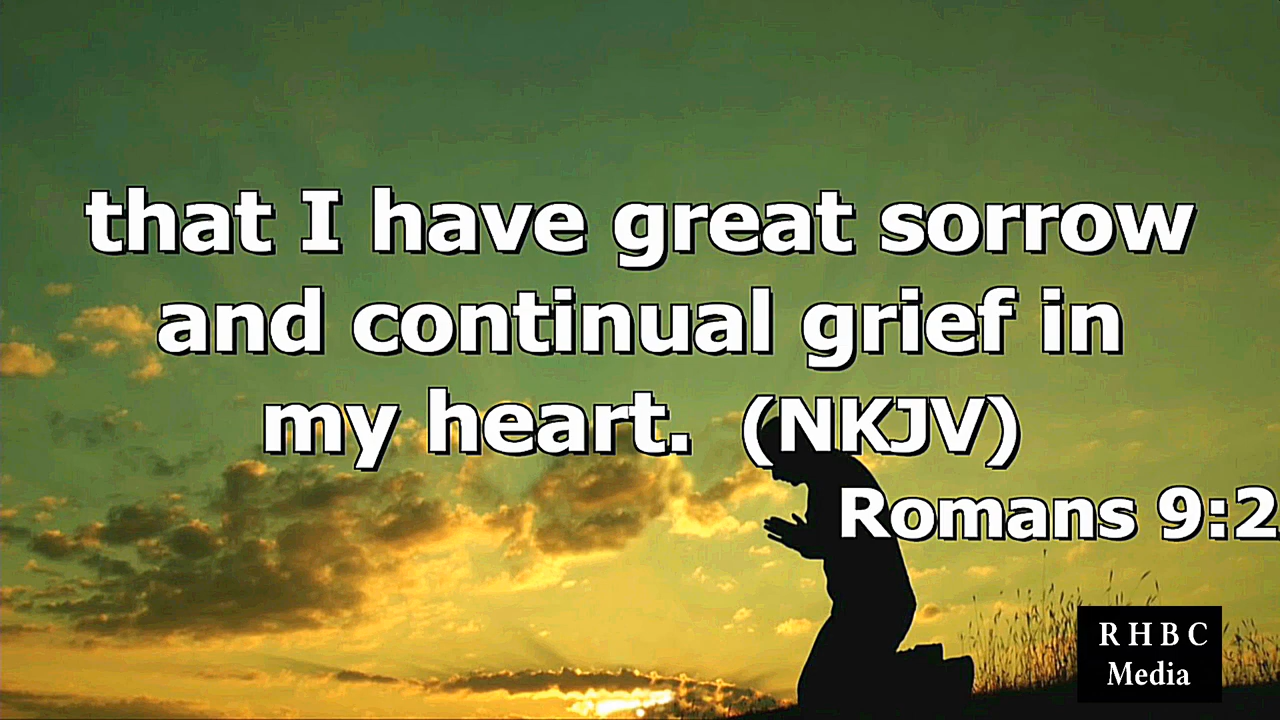 that I have great sorrow
and continual grief in
my heart.  (NKJV)
Romans 9:2
R H B C
Media